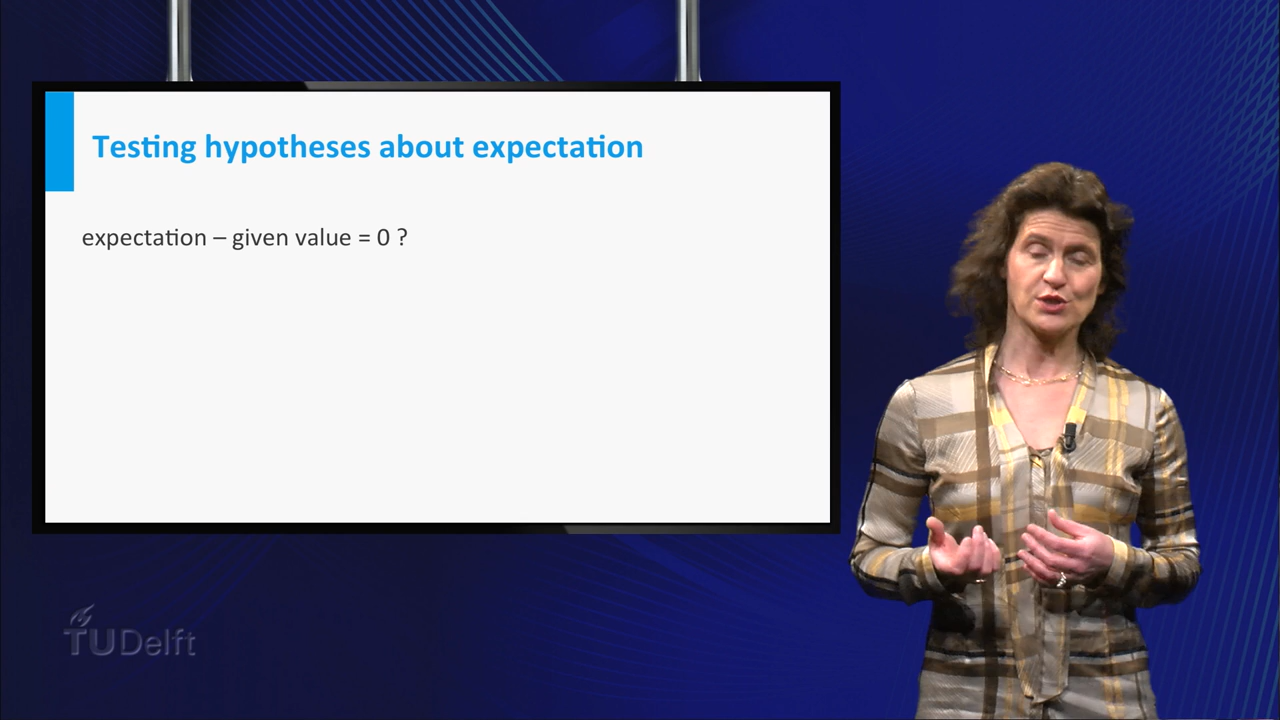 Testing hypotheses about expectation
expectation – given value = 0 ?
TUDelft